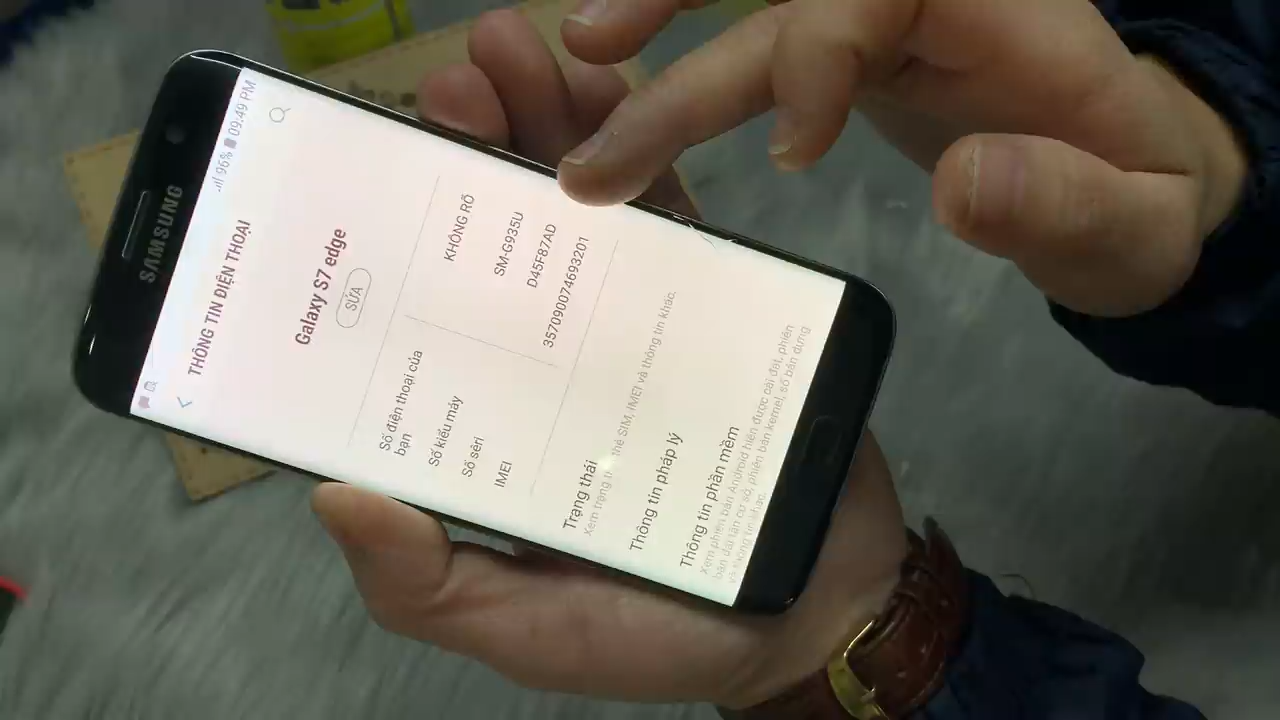 SAMSUNG
96% 09:49 PM
THÔNG TIN ĐIỆN THOẠI
Galaxy S7 edge
SỬA
Số điện thoại của bạn KHÔNG RÕ
Số kiểu máy SM-G935U
Số sêri D45F87AD
IMEI 357090074693201
Trạng thái
Xem trạng thẻ SIM, IMEI và thông tin khác.
Thông tin pháp lý
Thông tin phần mềm
Xem phiên bản Android hiện được cài đặt, phiên
bản dải tần cơ sở, phiên bản kernel, số bản dựng
và thông tin khác.